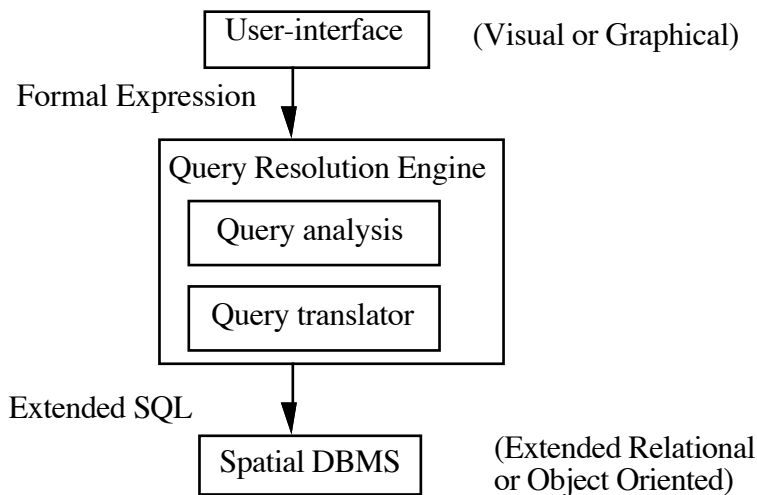 User-interface
(Visual or Graphical)
Formal Expression
Query Resolution Engine
Query analysis
Query translator
Extended SQL
Spatial DBMS
(Extended Relational
or Object Oriented)